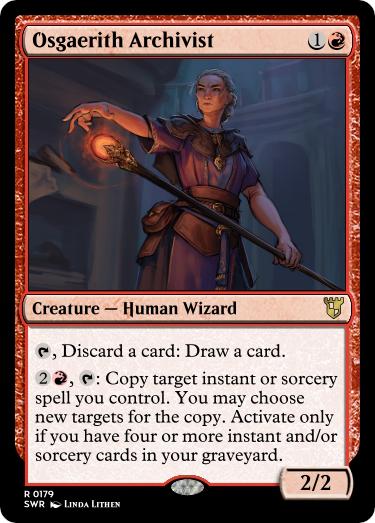 Osgaerith Archivist 1
Creature — Human Wizard
, Discard a card: Draw a card.
2 , : Copy target instant or sorcery
spell you control. You may choose
new targets for the copy. Activate only
if you have four or more instant and/or
sorcery cards in your graveyard.
2/2
R 0179
SWR Linda Lithen